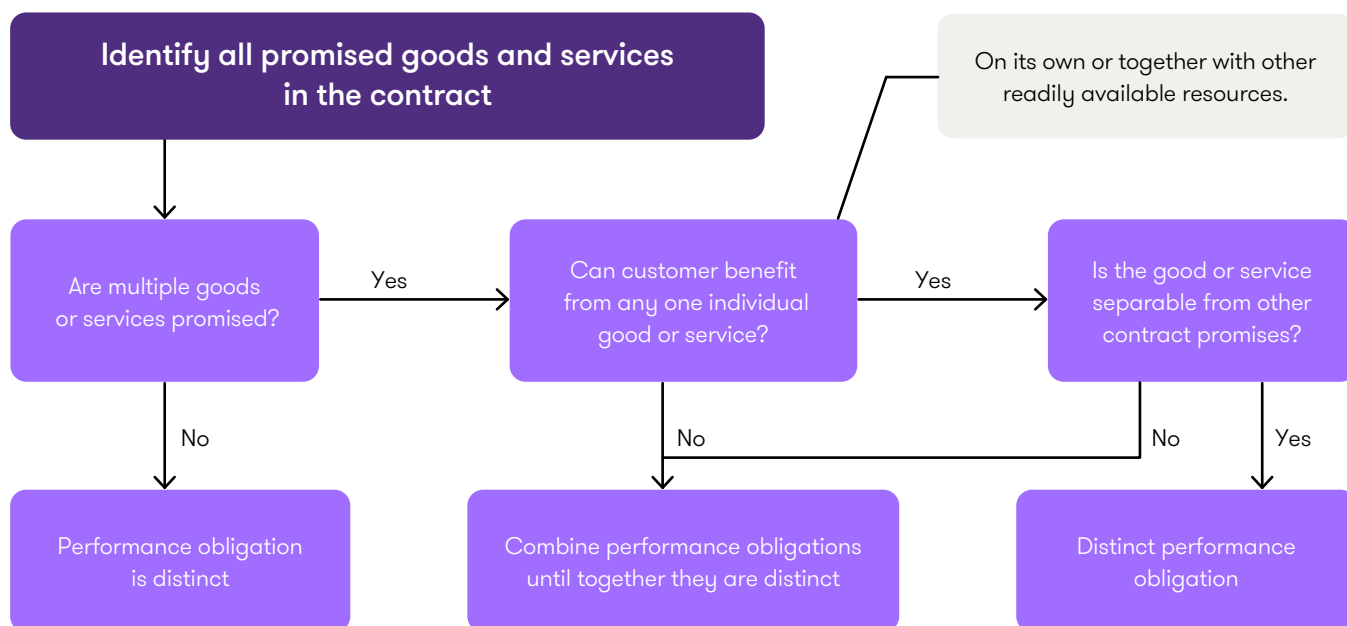 Identify all promised goods and services
in the contract
On its own or together with other
readily available resources.
Are multiple goods
or services promised?
Yes
Can customer benefit
from any one individual
good or service?
Yes
Is the good or service
separable from other
contract promises?
No
No
No
Yes
Performance obligation
is distinct
Combine performance obligations
until together they are distinct
Distinct performance
obligation